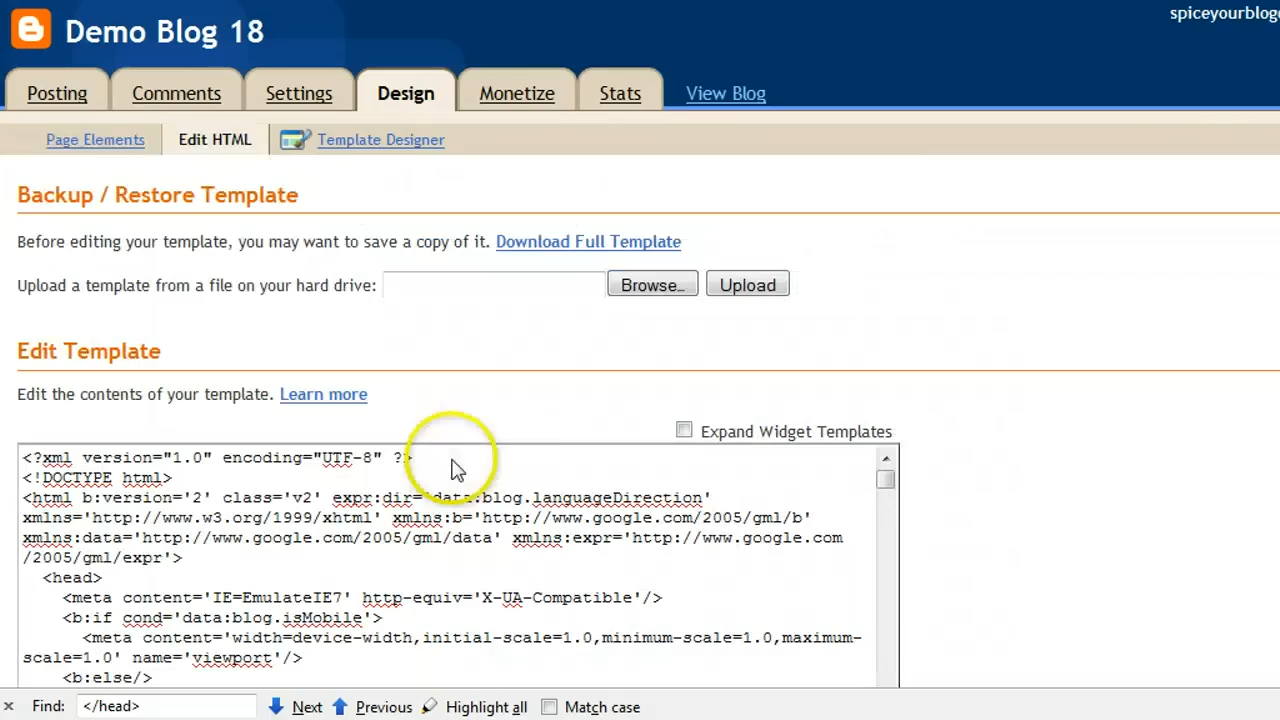 Demo Blog 18
Posting Comments Settings Design Monetize Stats View Blog
Page Elements Edit HTML Template Designer
Backup / Restore Template
Before editing your template, you may want to save a copy of it. Download Full Template
Upload a template from a file on your hard drive: Browse... Upload
Edit Template
Edit the contents of your template. Learn more
Expand Widget Templates
<?xml version="1.0" encoding="UTF-8" ?>
<!DOCTYPE html>
<html b:version='2' class='v2' expr:dir='data:blog.languageDirection'
xmlns='http://www.w3.org/1999/xhtml' xmlns:b='http://www.google.com/2005/gml/b'
xmlns:data='http://www.google.com/2005/gml/data' xmlns:expr='http://www.google.com
/2005/gml/expr'>
<head>
<meta content='IE=EmulateIE7' http-equiv='X-UA-Compatible'/>
<b:if cond='data:blog.isMobile'>
<meta content='width=device-width,initial-scale=1.0,minimum-scale=1.0,maximum-
scale=1.0' name='viewport'/>
<b:else/>
Find: </head> Next Previous Highlight all Match case